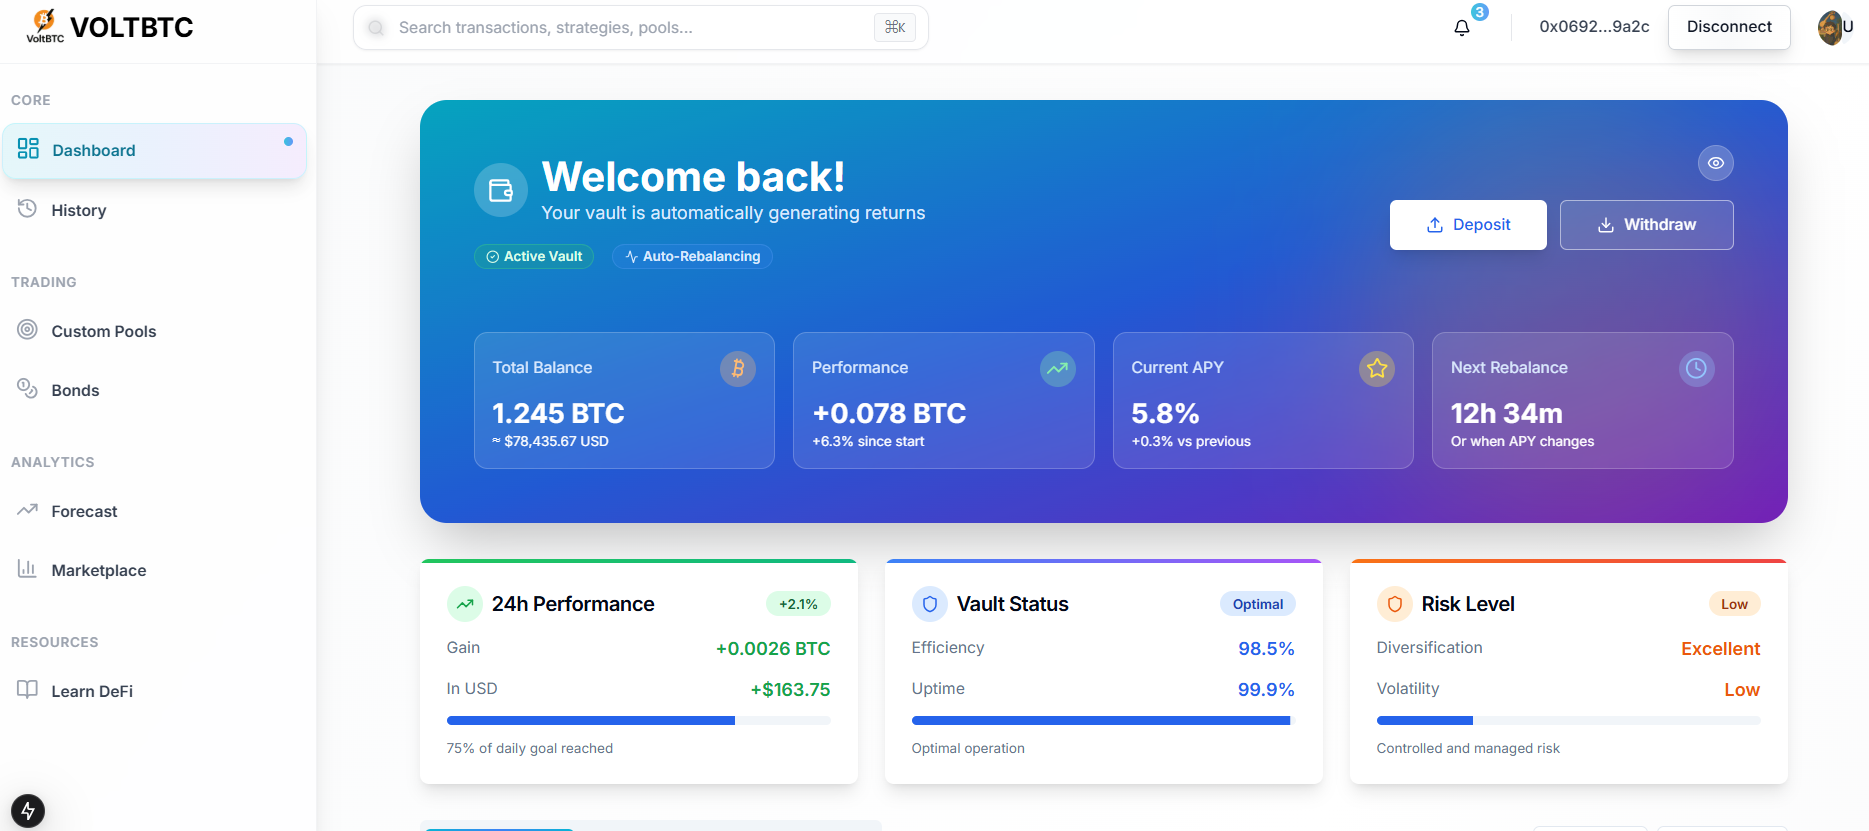 VoltBTC
VOLTBTC
Search transactions, strategies, pools...
⌘K
3
0x0692...9a2c
Disconnect
U
CORE
Dashboard
History
TRADING
Custom Pools
Bonds
ANALYTICS
Forecast
Marketplace
RESOURCES
Learn DeFi
Welcome back!
Your vault is automatically generating returns
Active Vault
Auto-Rebalancing
Deposit
Withdraw
Total Balance
1.245 BTC
≈ $78,435.67 USD
Performance
+0.078 BTC
+6.3% since start
Current APY
5.8%
+0.3% vs previous
Next Rebalance
12h 34m
Or when APY changes
24h Performance
+2.1%
Gain
+0.0026 BTC
In USD
+$163.75
75% of daily goal reached
Vault Status
Optimal
Efficiency
98.5%
Uptime
99.9%
Optimal operation
Risk Level
Low
Diversification
Excellent
Volatility
Low
Controlled and managed risk